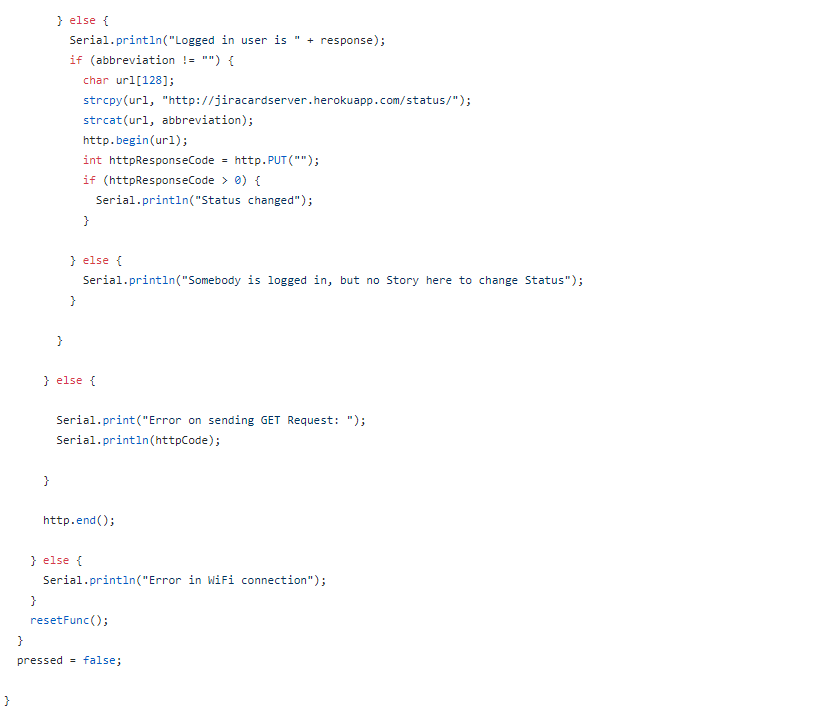 } else {
Serial.println("Logged in user is " + response);
if (abbreviation != "") {
char url[128];
strcpy(url, "http://jiracardserver.herokuapp.com/status/");
strcat(url, abbreviation);
http.begin(url);
int httpResponseCode = http.PUT("");
if (httpResponseCode > 0) {
Serial.println("Status changed");
}
} else {
Serial.println("Somebody is logged in, but no Story here to change Status");
}
}
} else {
Serial.print("Error on sending GET Request: ");
Serial.println(httpCode);
}
http.end();
} else {
Serial.println("Error in WiFi connection");
}
resetFunc();
}
pressed = false;
}